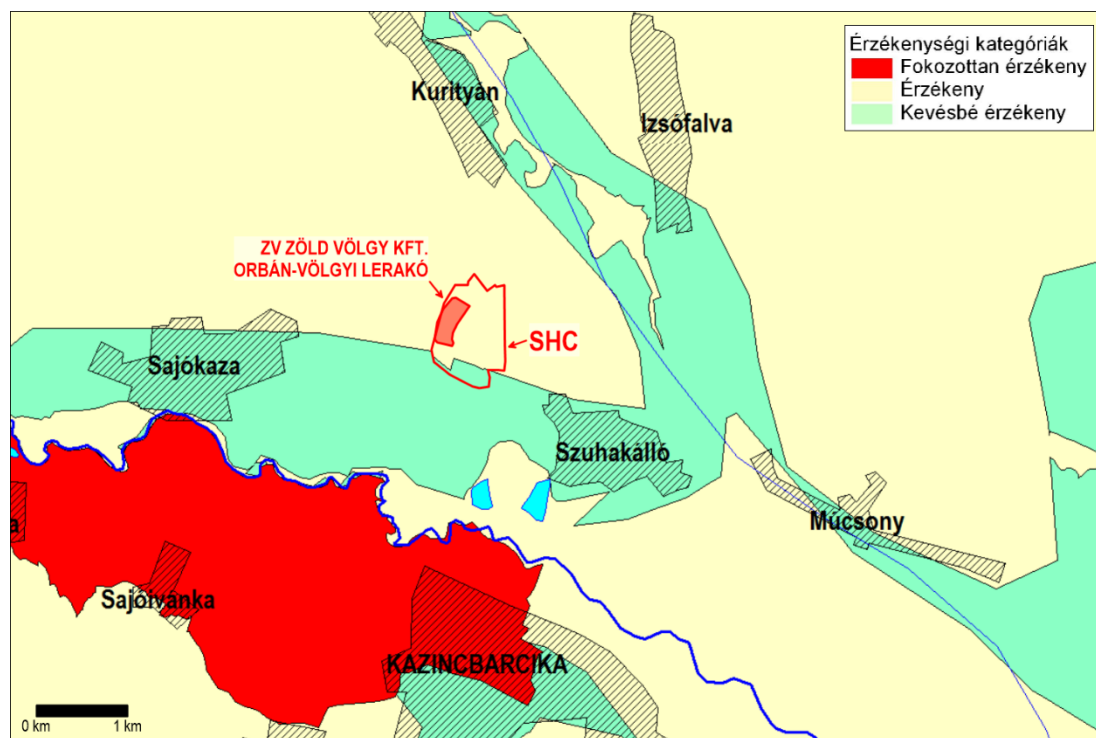 Érzékenységi kategóriák
Fokozottan érzékeny
Érzékeny
Kevésbé érzékeny
Kurityán
Izsófalva
ZV ZÖLD VÖLGY KFT.
ORBÁN-VÖLGYI LERAKÓ
SHC
Sajókaza
Szuhakálló
Múcsony
a
Sajóivánka
KAZINCBARCIKA
0 km 1 km